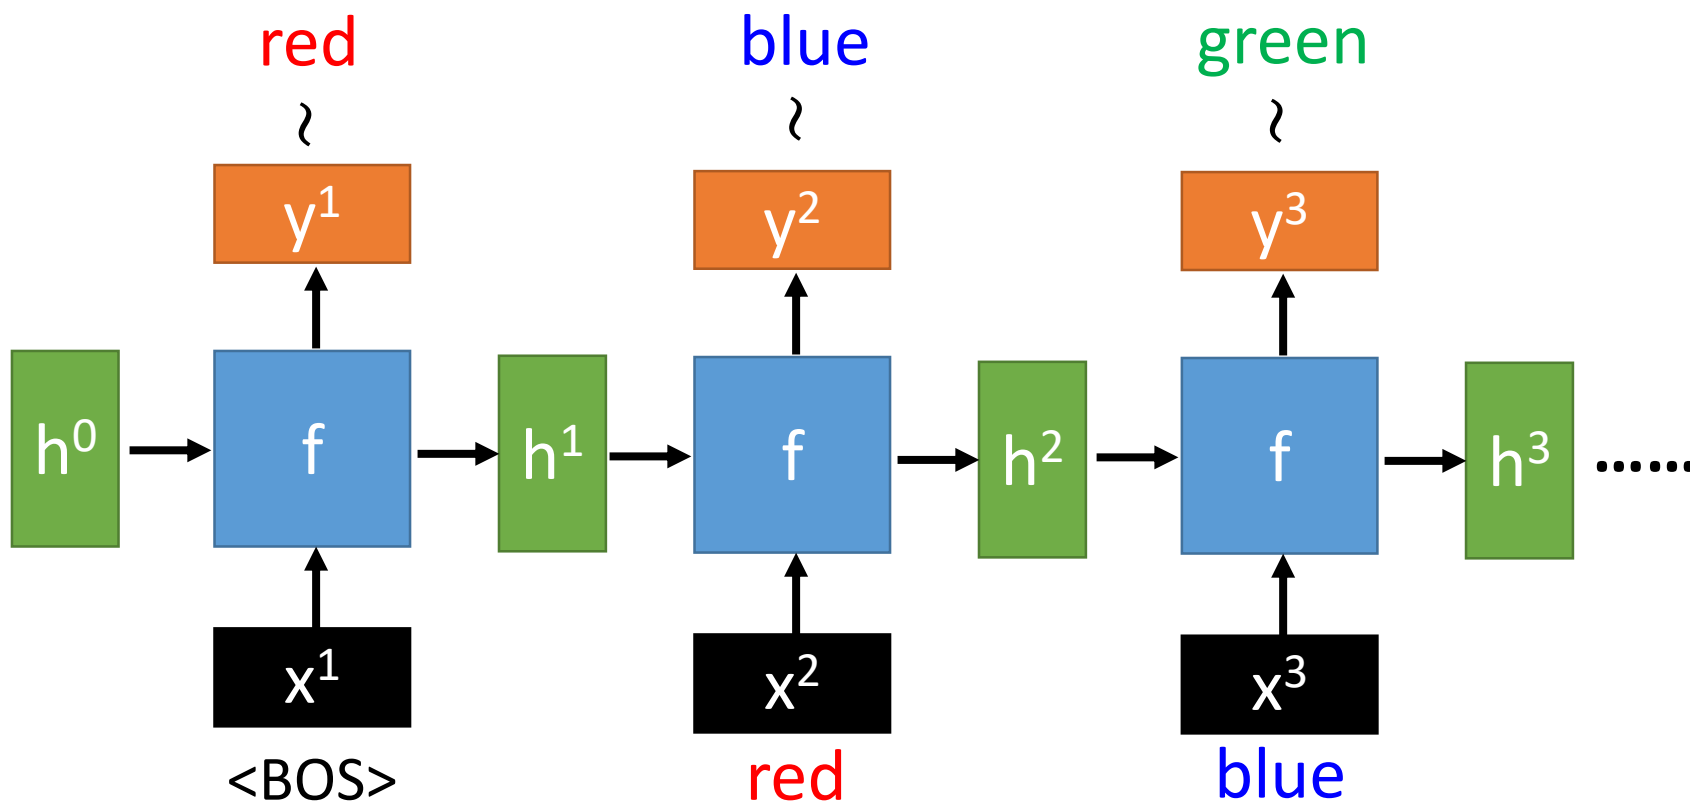 red blue green
~ ~ ~
y¹ y² y³
h⁰ f h¹ f h² f h³ ......
x¹ x² x³
<BOS> red blue